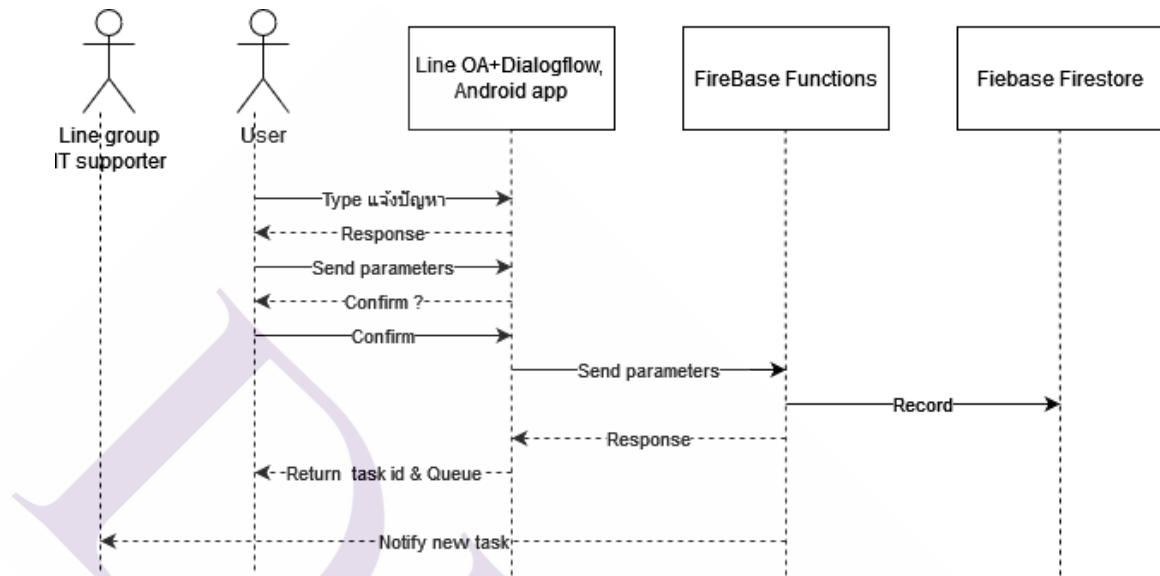 Line group
IT supporter
User
Line OA+Dialogflow,
Android app
FireBase Functions
Fiebase Firestore
Type แจ้งปัญหา
Response
Send parameters
Confirm ?
Confirm
Send parameters
Record
Response
Return task id & Queue
Notify new task